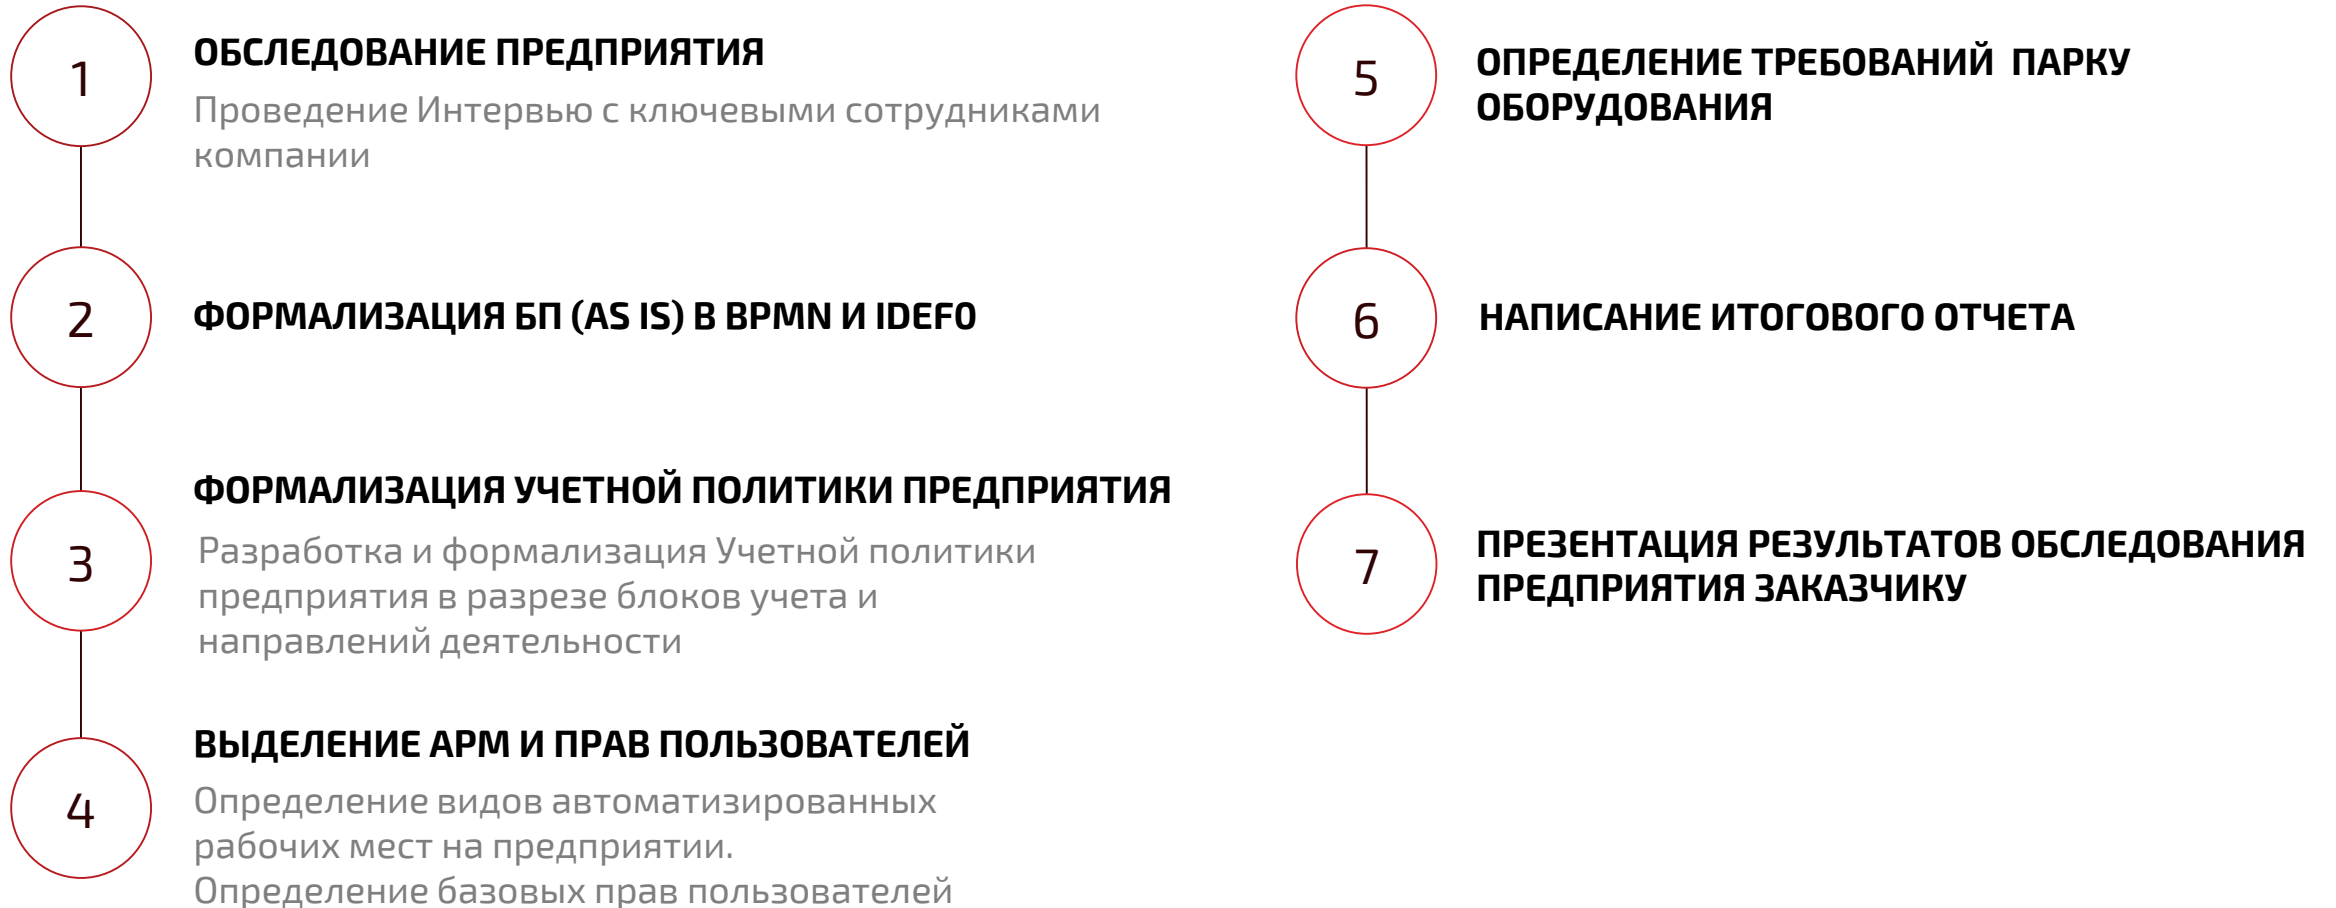 1
ОБСЛЕДОВАНИЕ ПРЕДПРИЯТИЯ
Проведение Интервью с ключевыми сотрудниками
компании
2
ФОРМАЛИЗАЦИЯ БП (AS IS) В BPMN И IDEF0
3
ФОРМАЛИЗАЦИЯ УЧЕТНОЙ ПОЛИТИКИ ПРЕДПРИЯТИЯ
Разработка и формализация Учетной политики
предприятия в разрезе блоков учета и
направлений деятельности
4
ВЫДЕЛЕНИЕ АРМ И ПРАВ ПОЛЬЗОВАТЕЛЕЙ
Определение видов автоматизированных
рабочих мест на предприятии.
Определение базовых прав пользователей
5
ОПРЕДЕЛЕНИЕ ТРЕБОВАНИЙ  ПАРКУ
ОБОРУДОВАНИЯ
6
НАПИСАНИЕ ИТОГОВОГО ОТЧЕТА
7
ПРЕЗЕНТАЦИЯ РЕЗУЛЬТАТОВ ОБСЛЕДОВАНИЯ
ПРЕДПРИЯТИЯ ЗАКАЗЧИКУ